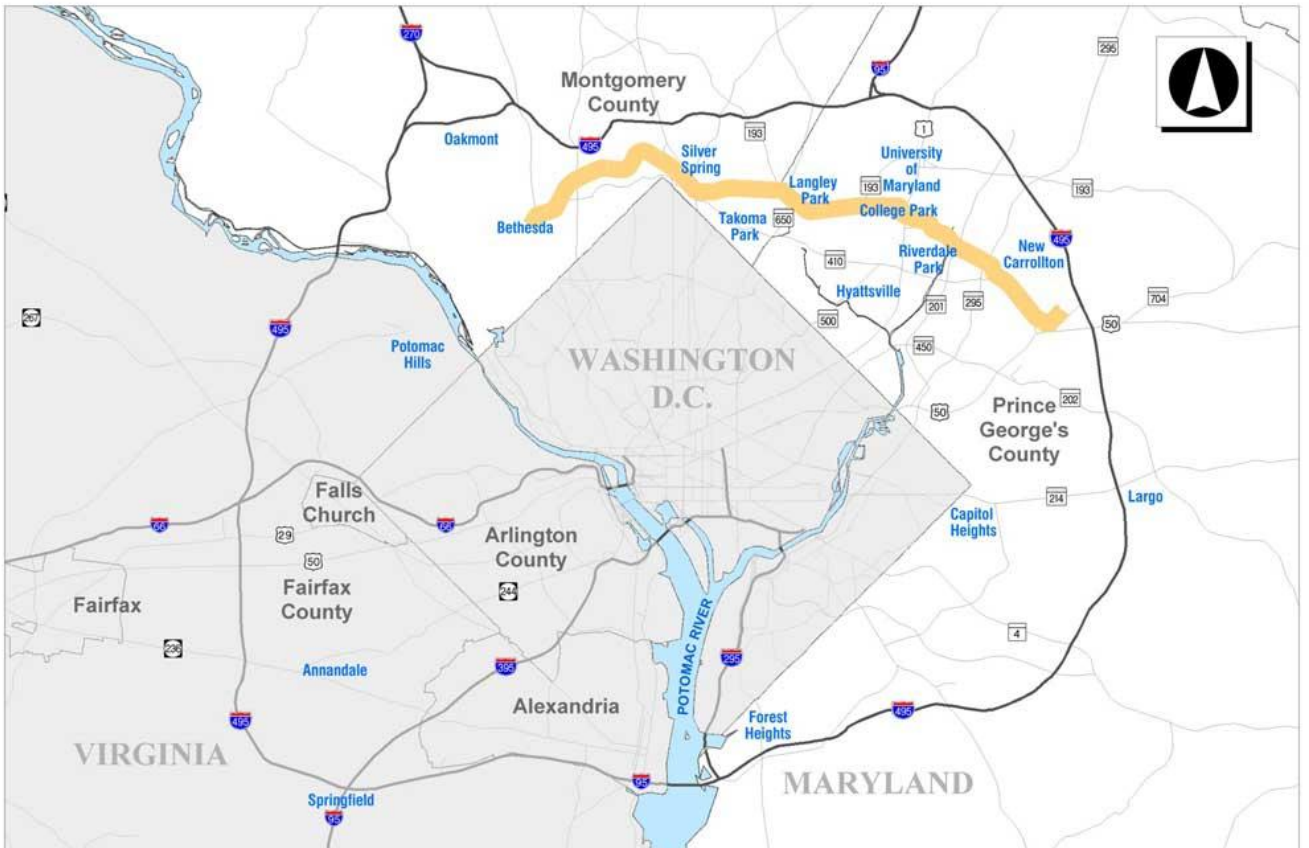 270
295
95
Montgomery
County
1
193
495
Oakmont
Silver
Spring
University
of
Maryland
Langley
Park
193
193
College Park
Takoma
Park
650
Bethesda
Riverdale
Park
New
Carrollton
495
410
Hyattsville
201
295
704
500
50
267
495
Potomac
Hills
WASHINGTON
D.C.
450
50
202
Prince
George's
County
Falls
Church
66
66
29
50
Arlington
County
Capitol
Heights
214
Largo
Fairfax
Fairfax
County
244
236
Annandale
395
POTOMAC RIVER
295
4
495
Alexandria
495
Forest
Heights
VIRGINIA
95
MARYLAND
Springfield
95